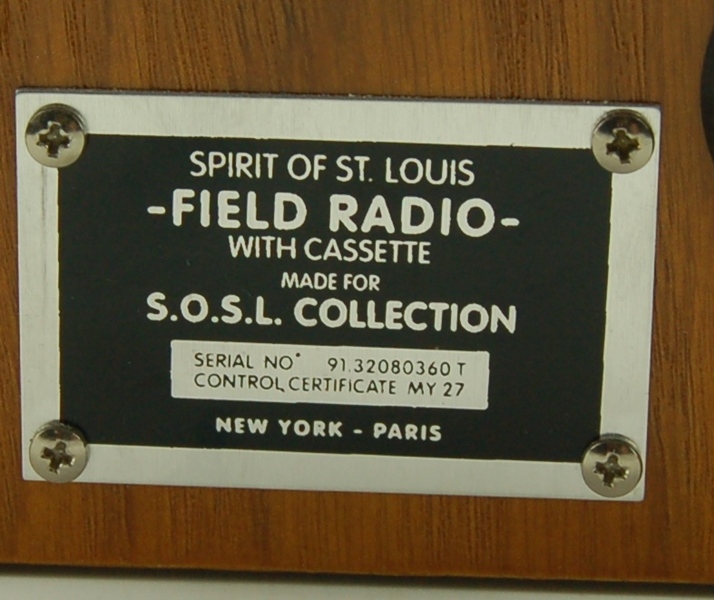 SPIRIT OF ST. LOUIS
-FIELD RADIO-
WITH CASSETTE
MADE FOR
S.O.S.L. COLLECTION
SERIAL NO. 91.32080360 T
CONTROL CERTIFICATE MY 27
NEW YORK - PARIS